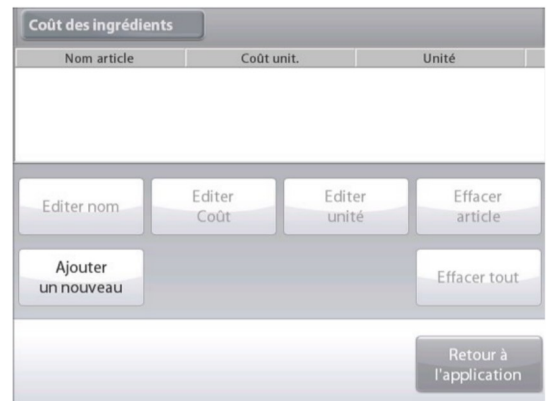 Coût des ingrédients
Nom article Coût unit. Unité
Editer nom
Editer
Coût
Editer
unité
Effacer
article
Ajouter
un nouveau
Effacer tout
Retour à
l'application